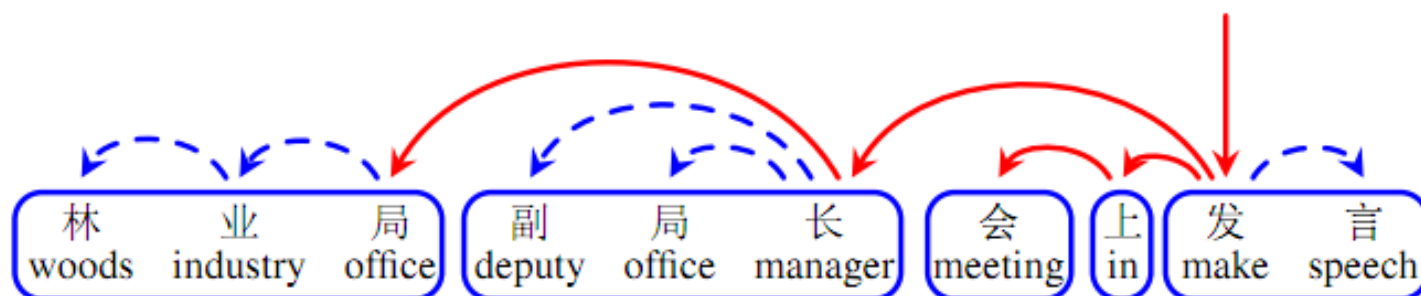 林 业 局 副 局 长 会 上 发 言
woods industry office deputy office manager meeting in make speech